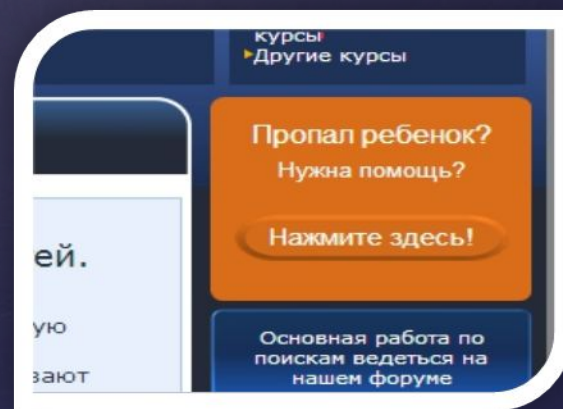 курсы
Другие курсы
Пропал ребенок?
Нужна помощь?
Нажмите здесь!
ей.
ую
вают
Основная работа по
поискам ведеться на
нашем форуме